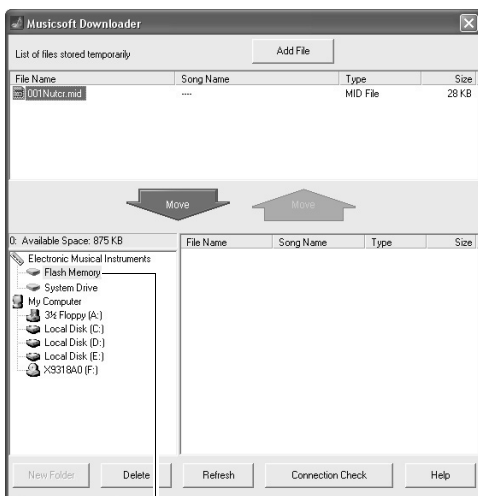 Musicsoft Downloader
List of files stored temporarily Add File
File Name Song Name Type Size
001Nutcr.mid ---- MID File 28 KB
Move Move
0: Available Space: 875 KB
File Name Song Name Type Size
Electronic Musical Instruments
Flash Memory
System Drive
My Computer
3½ Floppy (A:)
Local Disk (C:)
Local Disk (D:)
Local Disk (E:)
X9318A0 (F:)
New Folder Delete Refresh Connection Check Help